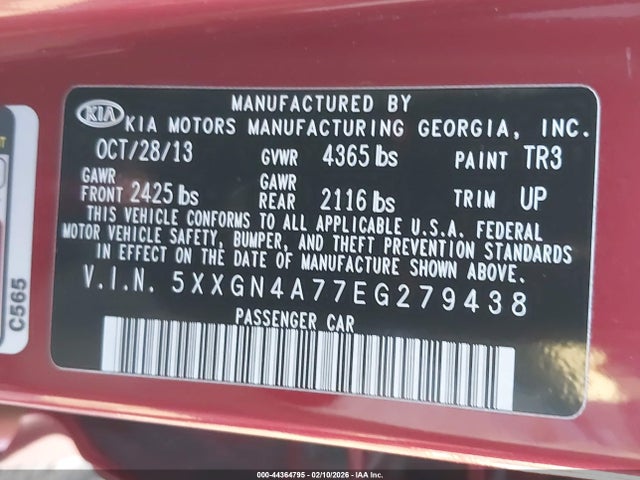 MANUFACTURED BY
KIA KIA MOTORS MANUFACTURING GEORGIA, INC.
OCT/28/13 GVWR 4365 lbs PAINT TR3
GAWR FRONT 2425 lbs GAWR REAR 2116 lbs TRIM UP
THIS VEHICLE CONFORMS TO ALL APPLICABLE U.S.A. FEDERAL
MOTOR VEHICLE SAFETY, BUMPER, AND THEFT PREVENTION STANDARDS
IN EFFECT ON THE DATE OF MANUFACTURE SHOWN ABOVE.
V.I.N. 5XXGN4A77EG279438
PASSENGER CAR
C565
000-44364795 - 02/10/2026 - IAA Inc.